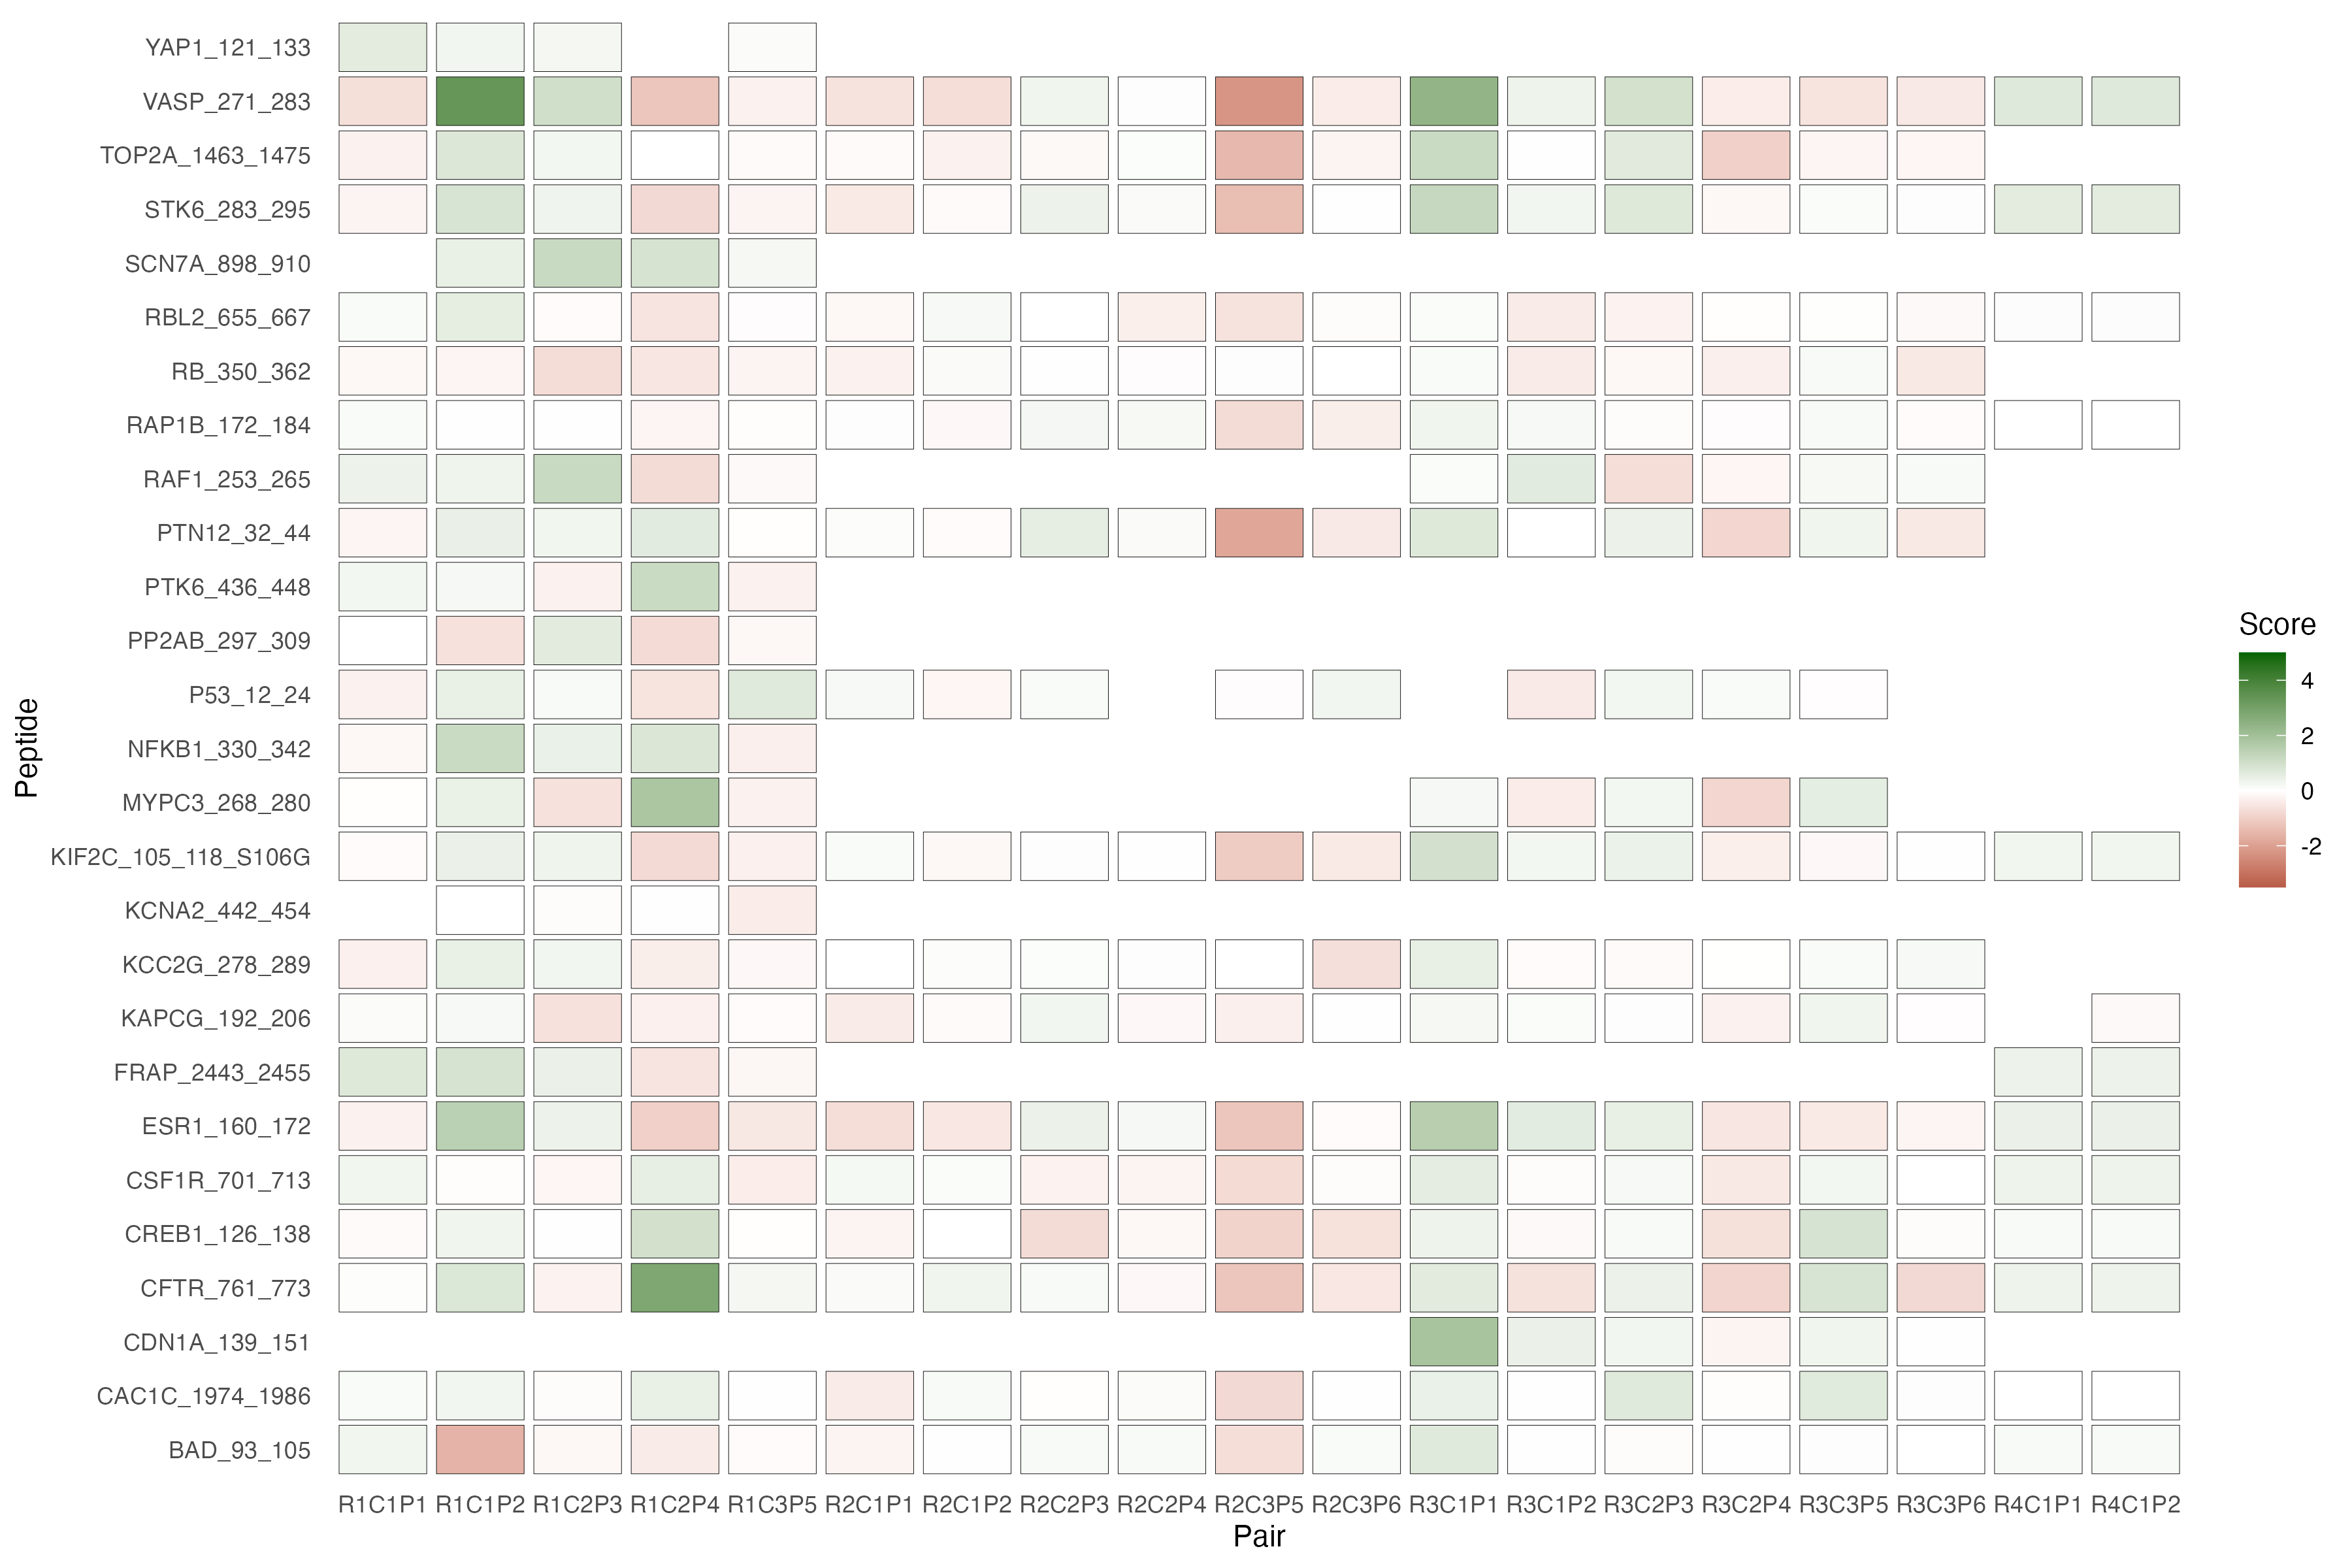 YAP1_121_133
VASP_271_283
TOP2A_1463_1475
STK6_283_295
SCN7A_898_910
RBL2_655_667
RB_350_362
RAP1B_172_184
RAF1_253_265
PTN12_32_44
PTK6_436_448
PP2AB_297_309
P53_12_24
NFKB1_330_342
MYPC3_268_280
KIF2C_105_118_S106G
KCNA2_442_454
KCC2G_278_289
KAPCG_192_206
FRAP_2443_2455
ESR1_160_172
CSF1R_701_713
CREB1_126_138
CFTR_761_773
CDN1A_139_151
CAC1C_1974_1986
BAD_93_105
Peptide
R1C1P1 R1C1P2 R1C2P3 R1C2P4 R1C3P5 R2C1P1 R2C1P2 R2C2P3 R2C2P4 R2C3P5 R2C3P6 R3C1P1 R3C1P2 R3C2P3 R3C2P4 R3C3P5 R3C3P6 R4C1P1 R4C1P2
Pair
Score
4
2
0
-2